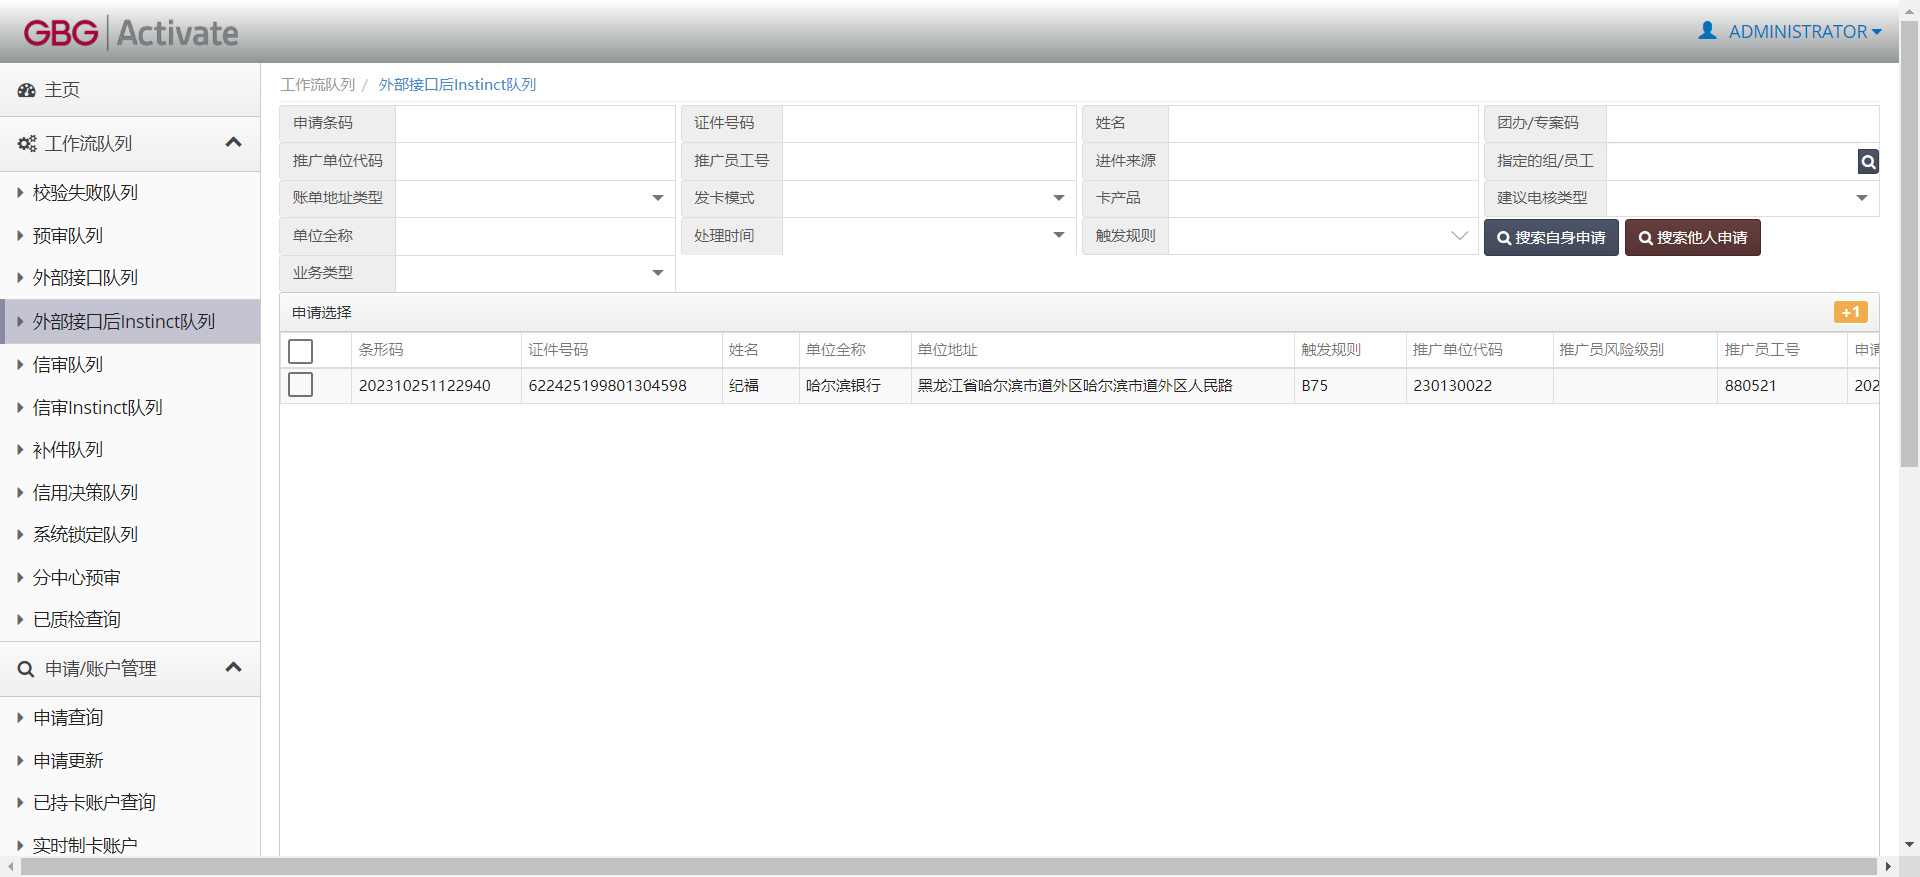 GBG Activate
ADMINISTRATOR
主页
工作流队列
校验失败队列
预审队列
外部接口队列
外部接口后Instinct队列
信审队列
信审Instinct队列
补件队列
信用决策队列
系统锁定队列
分中心预审
已质检查询
申请/账户管理
申请查询
申请更新
已持卡账户查询
实时制卡账户
工作流队列 / 外部接口后Instinct队列
申请条码 证件号码 姓名 团办/专案码
推广单位代码 推广员工号 进件来源 指定的组/员工
账单地址类型 发卡模式 卡产品 建议电核类型
单位全称 处理时间 触发规则 搜索自身申请 搜索他人申请
业务类型
申请选择 +1
条形码 证件号码 姓名 单位全称 单位地址 触发规则 推广单位代码 推广员风险级别 推广员工号 申请
202310251122940 622425199801304598 纪福 哈尔滨银行 黑龙江省哈尔滨市道外区哈尔滨市道外区人民路 B75 230130022 880521 202